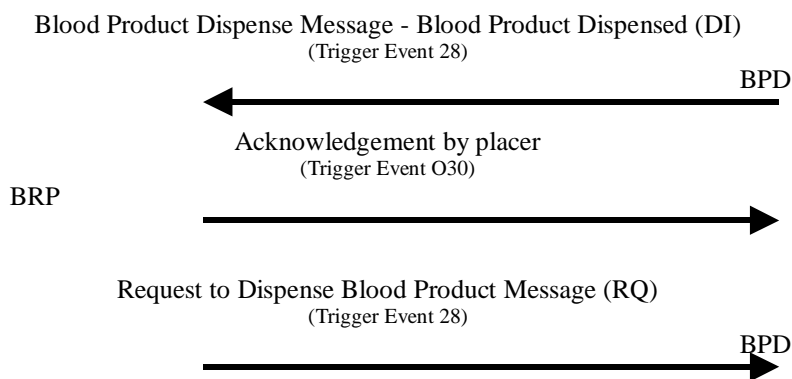 Blood Product Dispense Message - Blood Product Dispensed (DI)
(Trigger Event 28)
BPD
Acknowledgement by placer
(Trigger Event O30)
BRP
Request to Dispense Blood Product Message (RQ)
(Trigger Event 28)
BPD